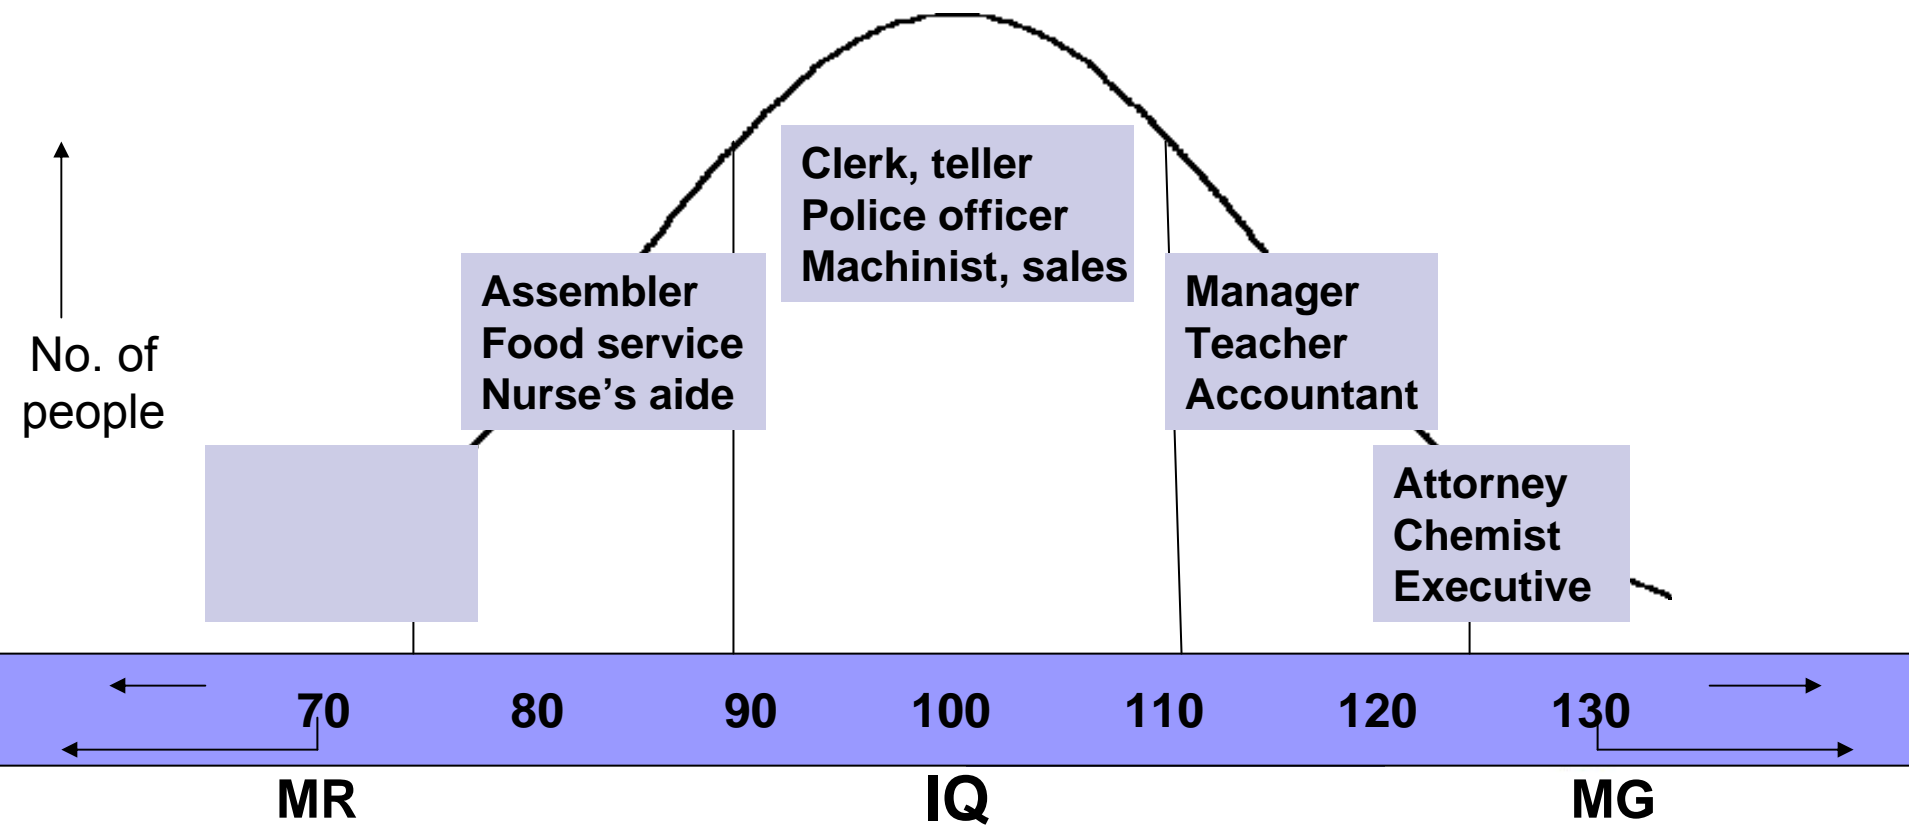 Clerk, teller
Police officer
Machinist, sales
Assembler
Food service
Nurse’s aide
Manager
Teacher
Accountant
No. of
people
Attorney
Chemist
Executive
70 80 90 100 110 120 130
MR IQ MG